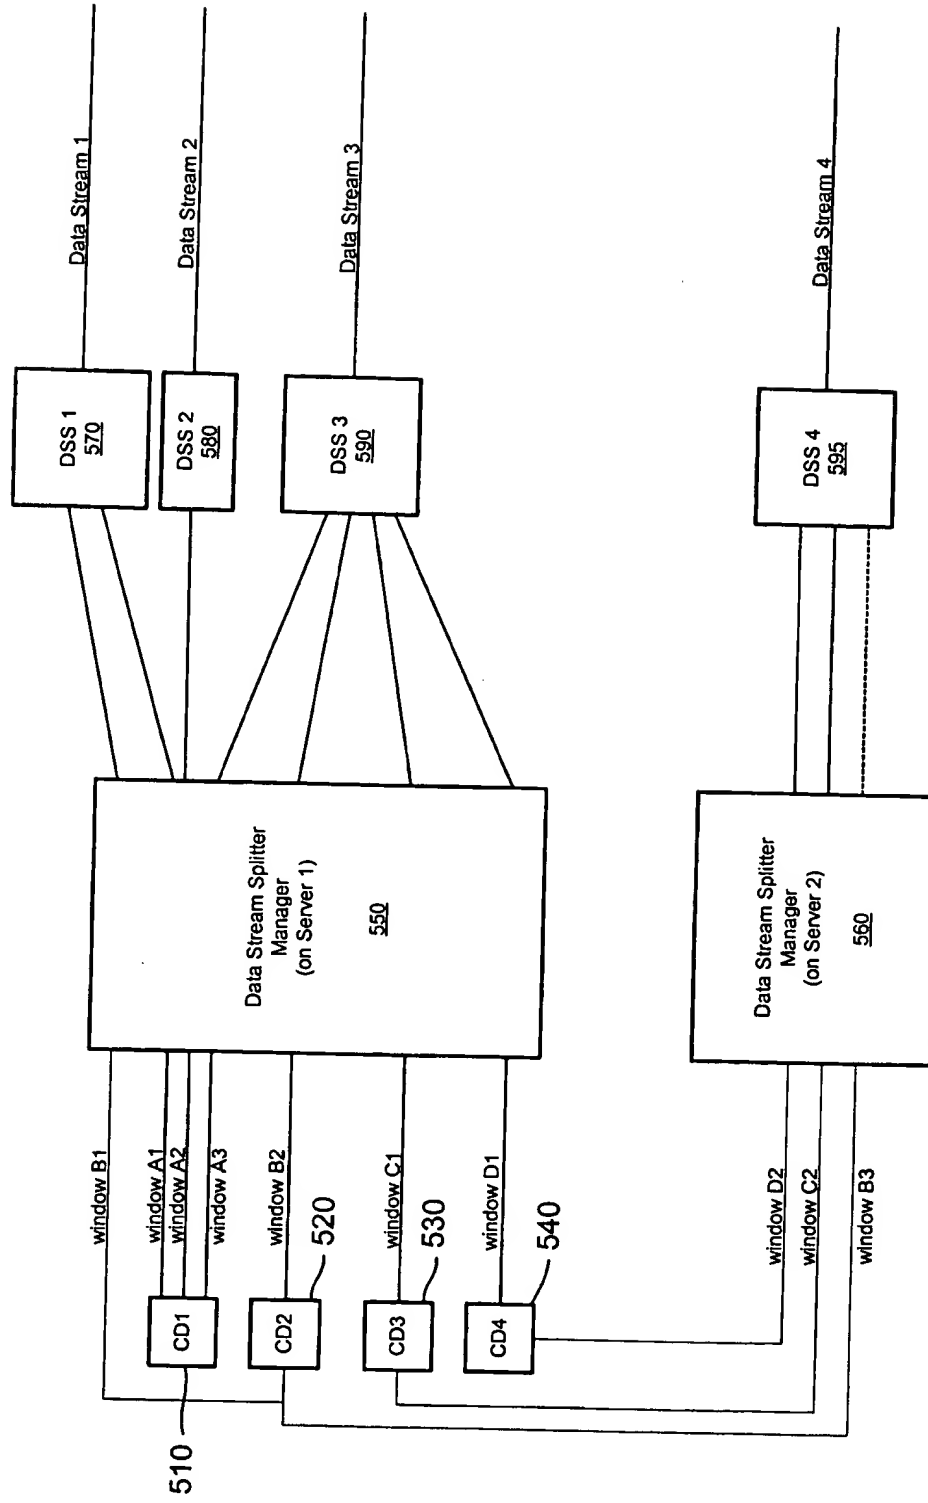 Data Stream 1
Data Stream 2
Data Stream 3
Data Stream 4
DSS 1
570
DSS 2
580
DSS 3
590
DSS 4
595
Data Stream Splitter
Manager
(on Server 1)
550
Data Stream Splitter
Manager
(on Server 2)
560
window B1
window A1
window A2
window A3
window B2
window C1
window D1
window D2
window C2
window B3
CD1
510
CD2
520
CD3
530
CD4
540